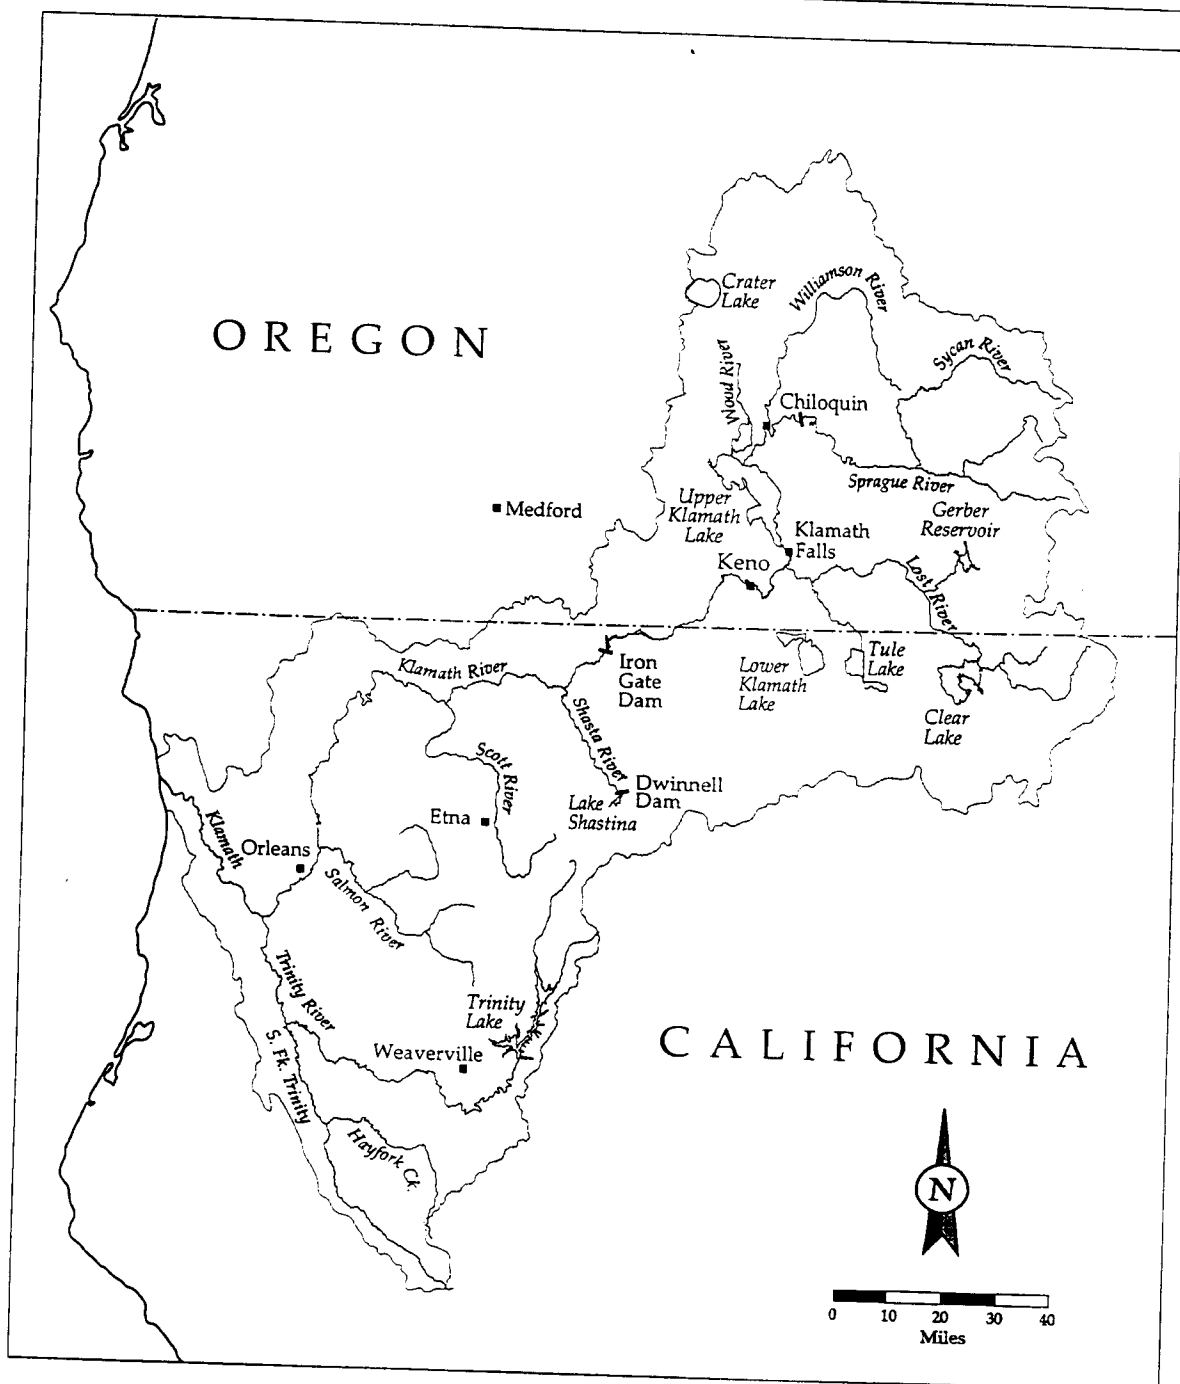 Crater
Lake
Williamson River
OREGON
Sycan River
Wood River
Chiloquin
Sprague River
Medford
Upper
Klamath
Lake
Gerber
Reservoir
Klamath
Falls
Keno
Lost River
Klamath River
Iron
Gate
Dam
Lower
Klamath
Lake
Tule
Lake
Clear
Lake
Shasta River
Scott River
Dwinnell
Dam
Lake
Shastina
Etna
Klamath
Orleans
Salmon River
Trinity River
Trinity
Lake
CALIFORNIA
Weaverville
S. Fk. Trinity
Hayfork Ck.
N
0 10 20 30 40
Miles